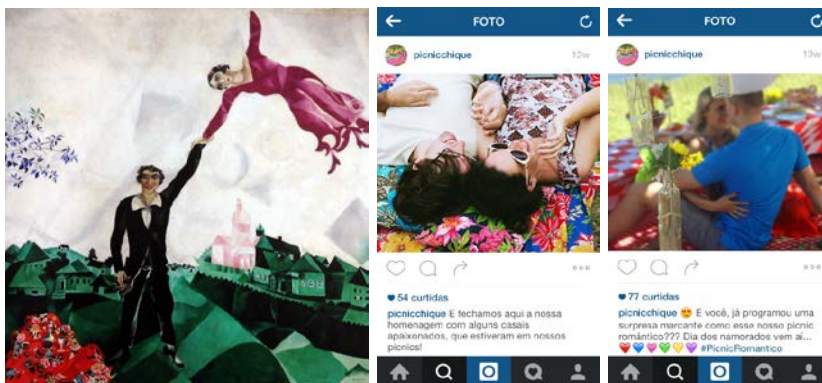 FOTO
picnicchique
12w
54 curtidas
picnicchique E fechamos aqui a nossa
homenagem com alguns casais
apaixonados, que estiveram em nossos
picnics!
FOTO
picnicchique
13w
77 curtidas
picnicchique 😍 E você, já programou uma
surpresa marcante como esse nosso picnic
romântico??? Dia dos namorados vem aí...
❤️💙💗💚💛💜 #PicnicRomantico